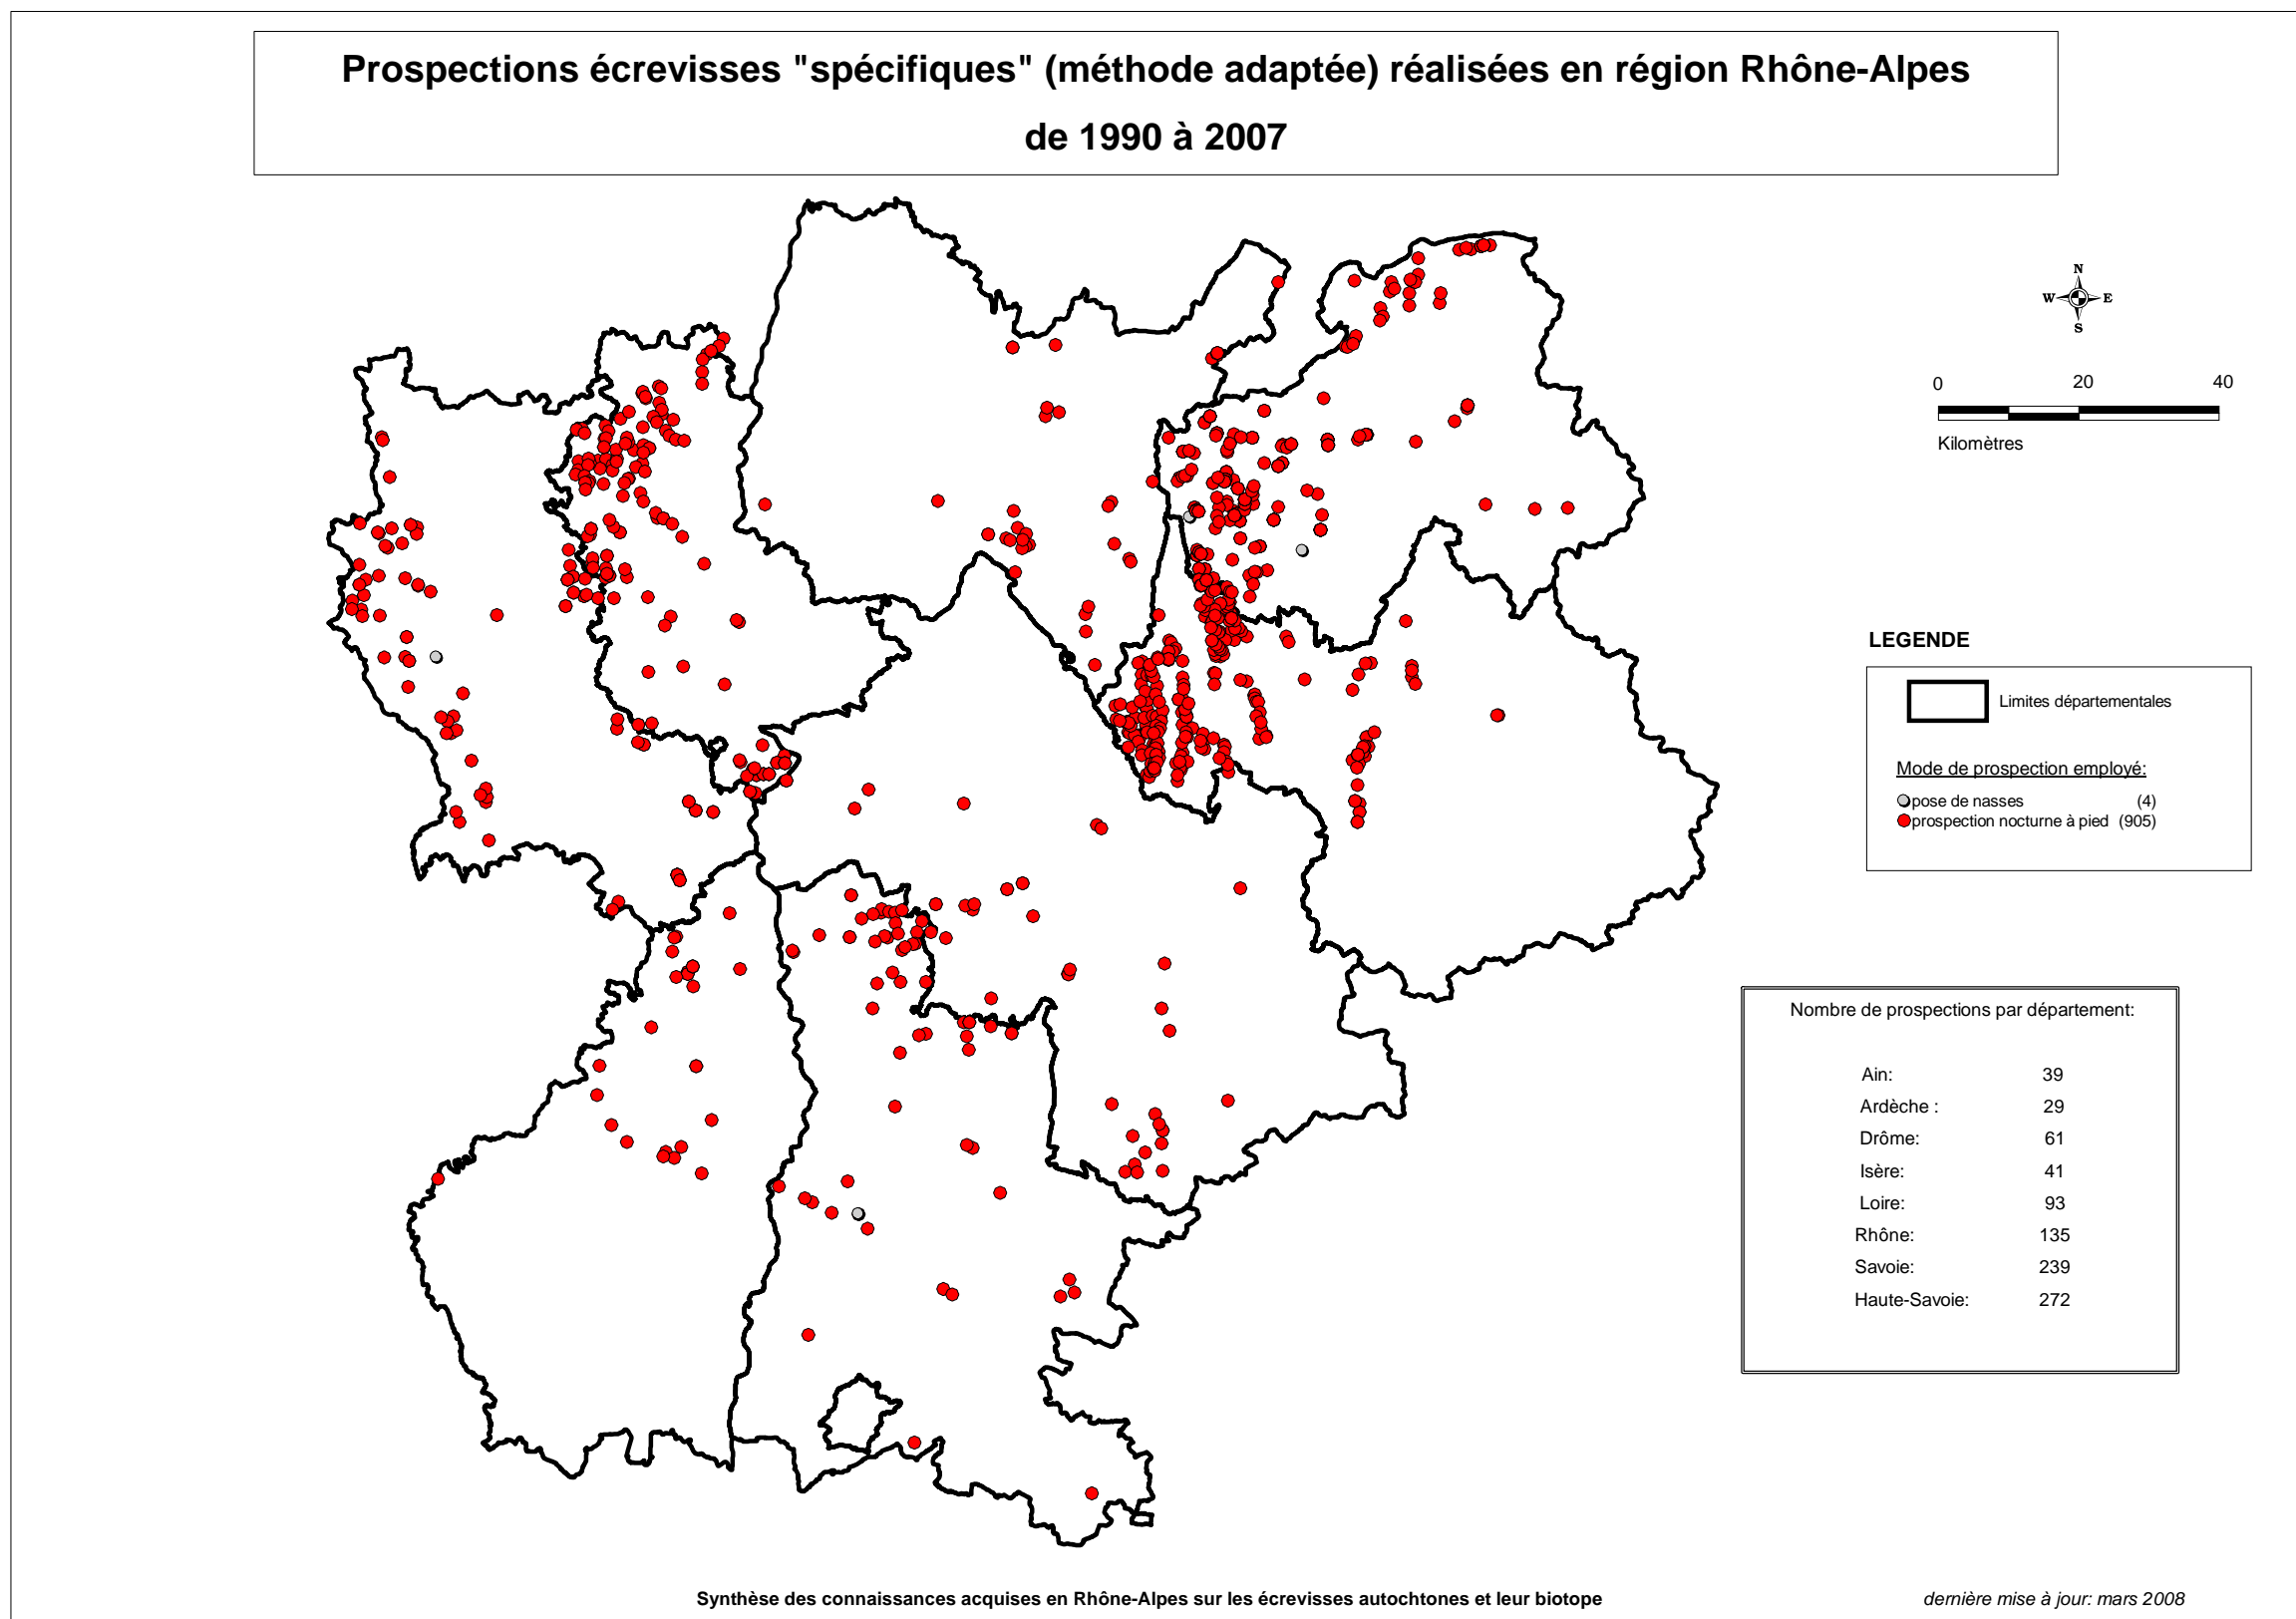 Prospections écrevisses "spécifiques" (méthode adaptée) réalisées en région Rhône-Alpes
de 1990 à 2007
N
W E
S
0 20 40
Kilomètres
LEGENDE
Limites départementales
Mode de prospection employé:
pose de nasses (4)
prospection nocturne à pied (905)
Nombre de prospections par département:
Ain: 39
Ardèche : 29
Drôme: 61
Isère: 41
Loire: 93
Rhône: 135
Savoie: 239
Haute-Savoie: 272
Synthèse des connaissances acquises en Rhône-Alpes sur les écrevisses autochtones et leur biotope
dernière mise à jour: mars 2008